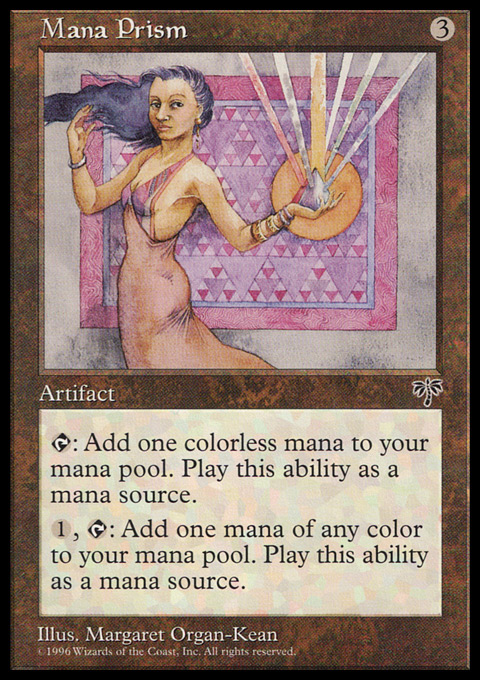 Mana Prism
3
Artifact
: Add one colorless mana to your
mana pool. Play this ability as a
mana source.
1, : Add one mana of any color
to your mana pool. Play this ability
as a mana source.
Illus. Margaret Organ-Kean
©1996 Wizards of the Coast, Inc. All rights reserved.